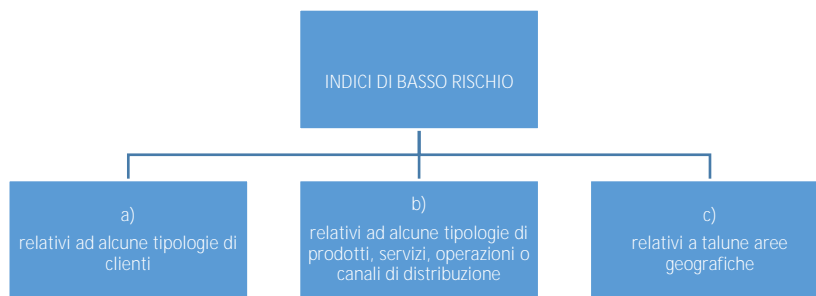 INDICI DI BASSO RISCHIO
a)
relativi ad alcune tipologie di
clienti
b)
relativi ad alcune tipologie di
prodotti, servizi, operazioni o
canali di distribuzione
c)
relativi a talune aree
geografiche